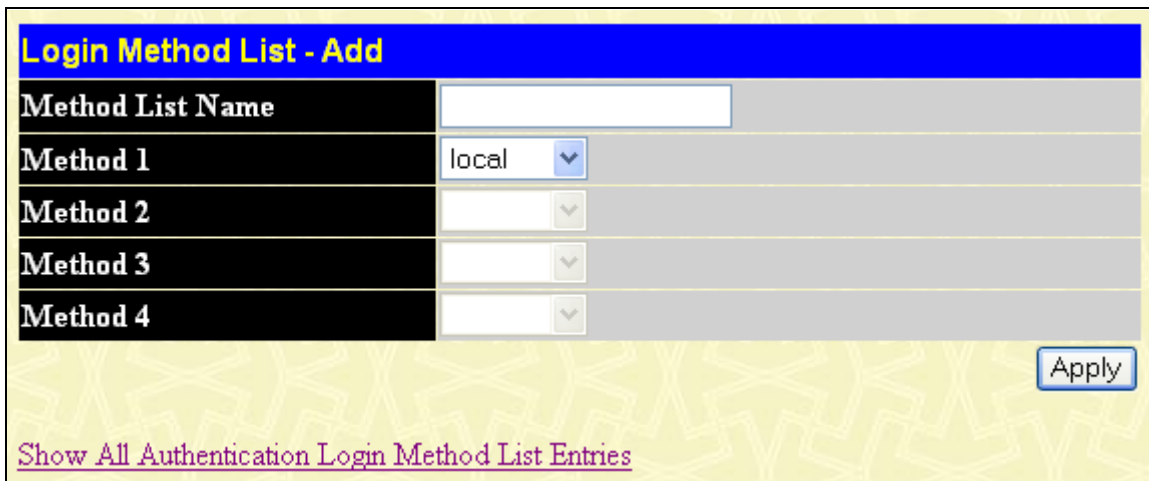 Login Method List - Add
Method List Name
Method 1 local
Method 2
Method 3
Method 4
Apply
Show All Authentication Login Method List Entries